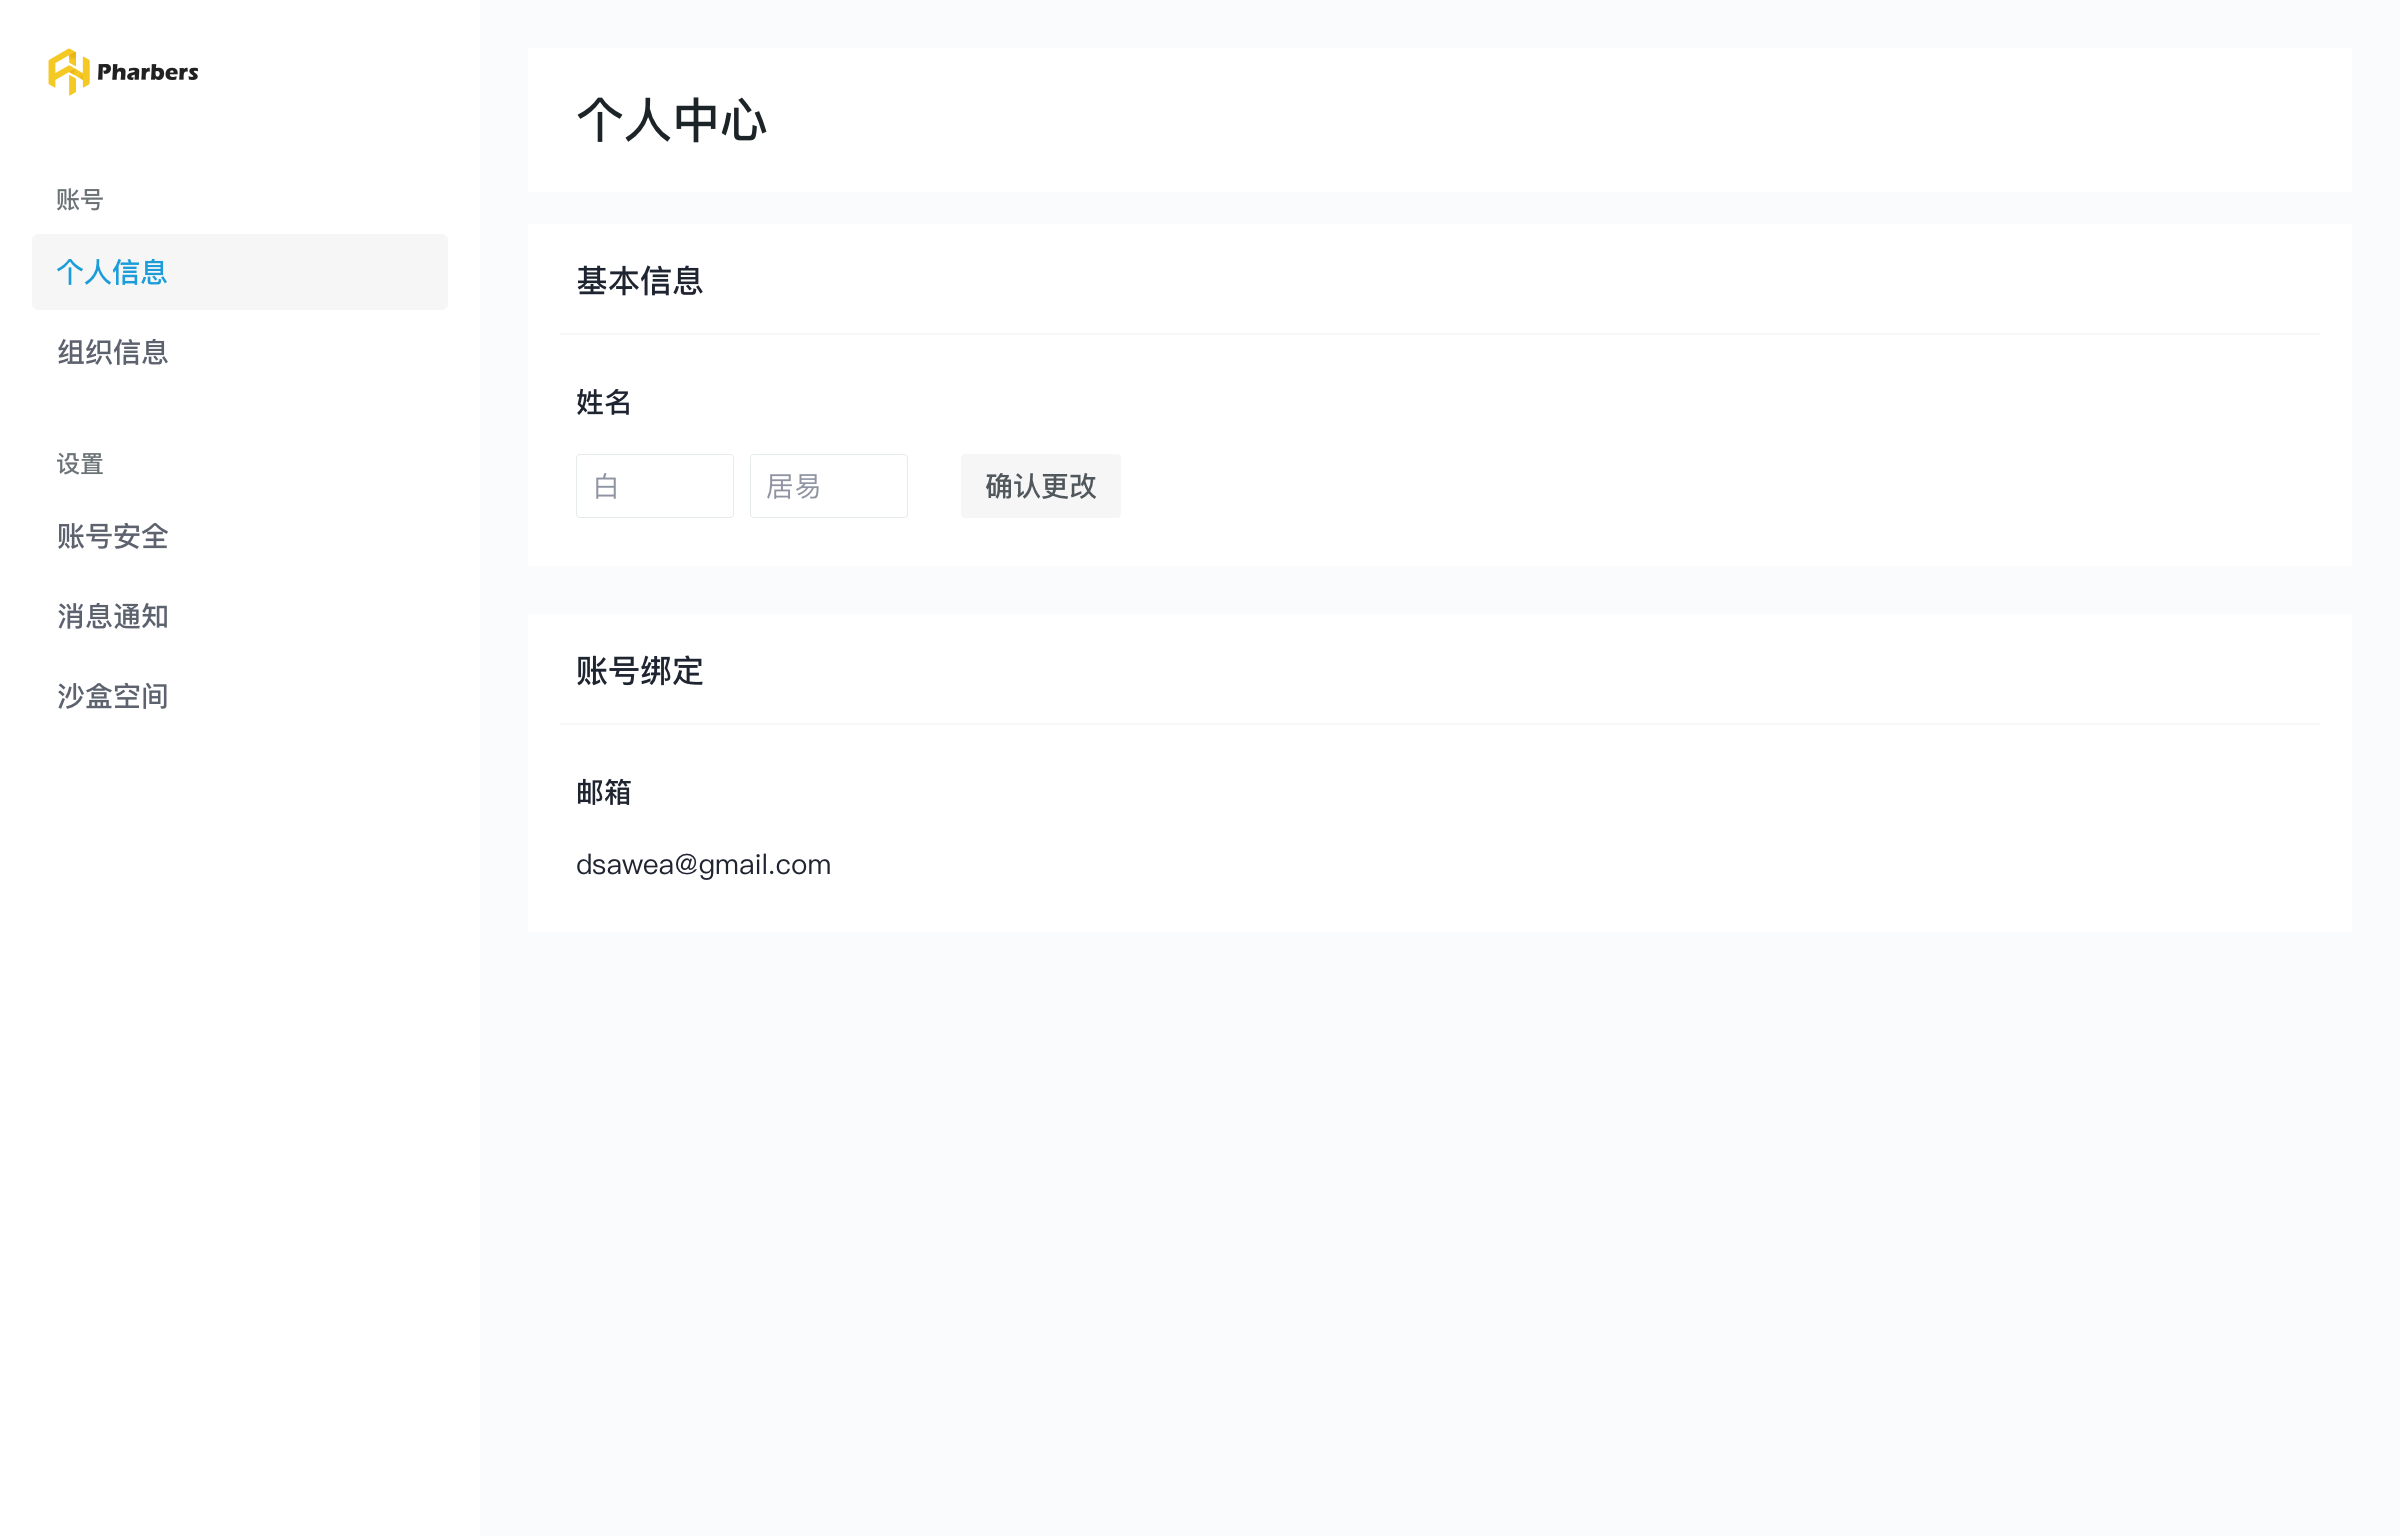 Pharbers
账号
个人信息
组织信息
设置
账号安全
消息通知
沙盒空间
个人中心
基本信息
姓名
白 居易 确认更改
账号绑定
邮箱
dsawea@gmail.com